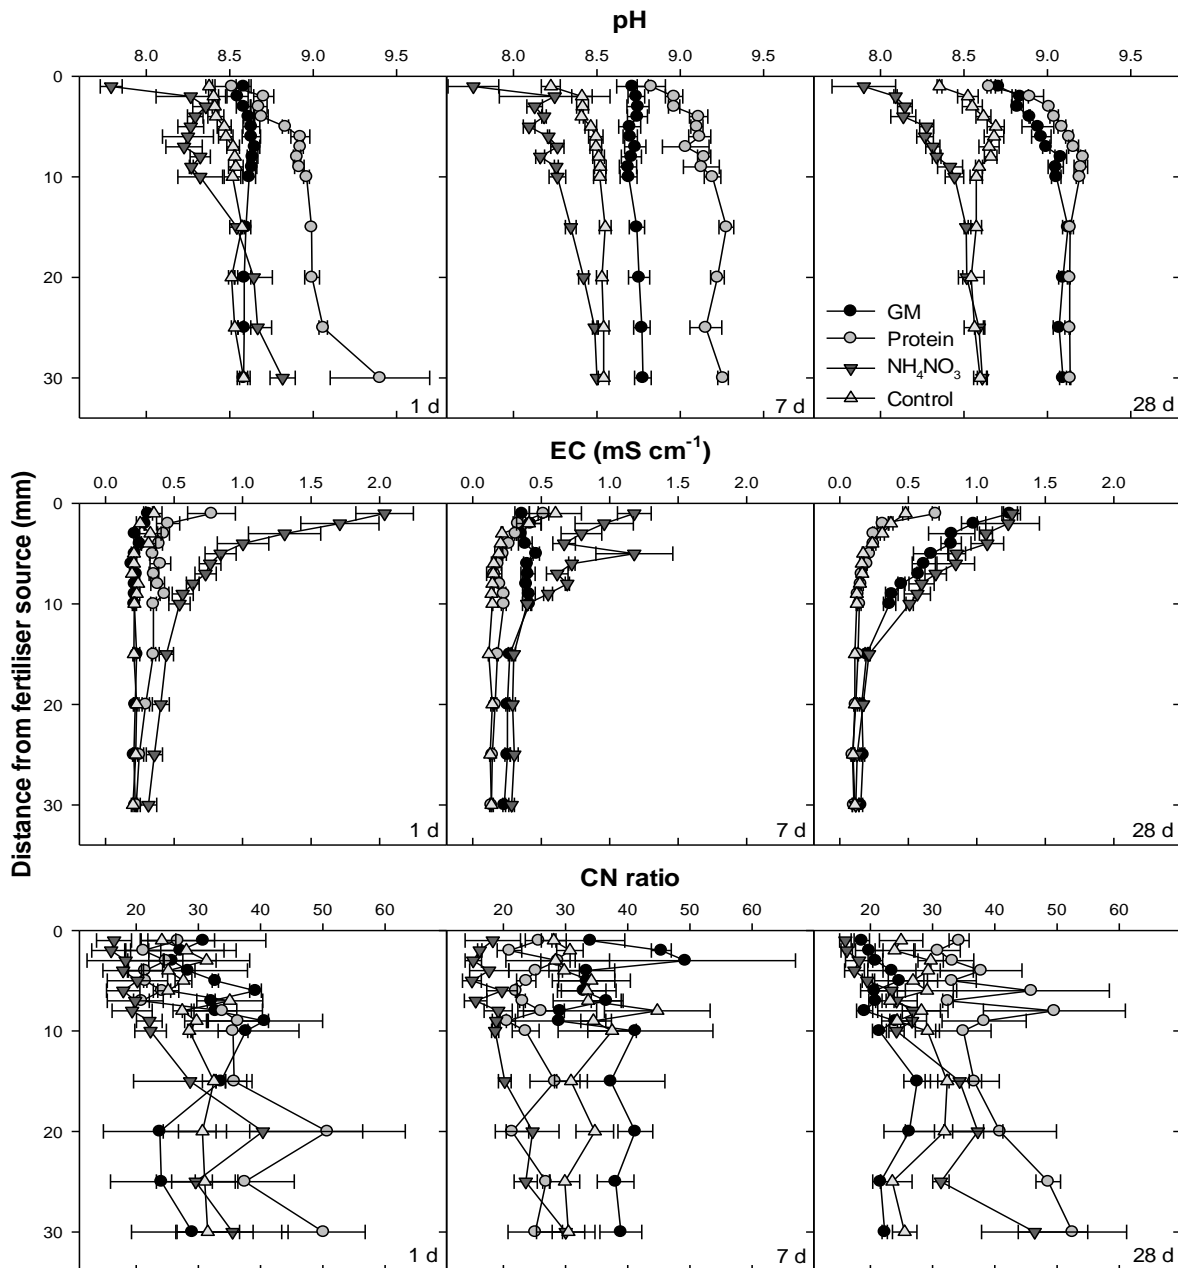 pH
8.0 8.5 9.0 9.5 8.0 8.5 9.0 9.5 8.0 8.5 9.0 9.5
0
10
20
30
GM
Protein
NH₄NO₃
Control
1 d 7 d 28 d
EC (mS cm⁻¹)
0.0 0.5 1.0 1.5 2.0 0.0 0.5 1.0 1.5 2.0 0.0 0.5 1.0 1.5 2.0
0
10
20
30
1 d 7 d 28 d
Distance from fertiliser source (mm)
CN ratio
20 30 40 50 60 20 30 40 50 60 20 30 40 50 60
0
10
20
30
1 d 7 d 28 d